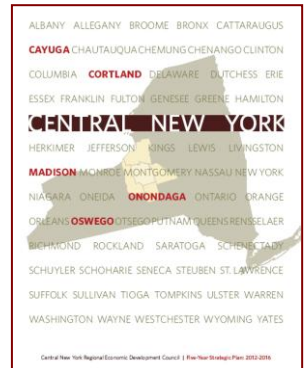 ALBANY ALLEGANY BROOME BRONX CATTARAUGUS
CAYUGA CHAUTAUQUA CHEMUNG CHENANGO CLINTON
COLUMBIA CORTLAND DELAWARE DUTCHESS ERIE
ESSEX FRANKLIN FULTON GENESEE GREENE HAMILTON
CENTRAL NEW YORK
HERKIMER JEFFERSON KINGS LEWIS LIVINGSTON
MADISON MONROE MONTGOMERY NASSAU NEW YORK
NIAGARA ONEIDA ONONDAGA ONTARIO ORANGE
ORLEANS OSWEGO OTSEGO PUTNAM QUEENS RENSSELAER
RICHMOND ROCKLAND SARATOGA SCHENECTADY
SCHUYLER SCHOHARIE SENECA STEUBEN ST. LAWRENCE
SUFFOLK SULLIVAN TIOGA TOMPKINS ULSTER WARREN
WASHINGTON WAYNE WESTCHESTER WYOMING YATES
Central New York Regional Economic Development Council | Five-Year Strategic Plan: 2012-2016